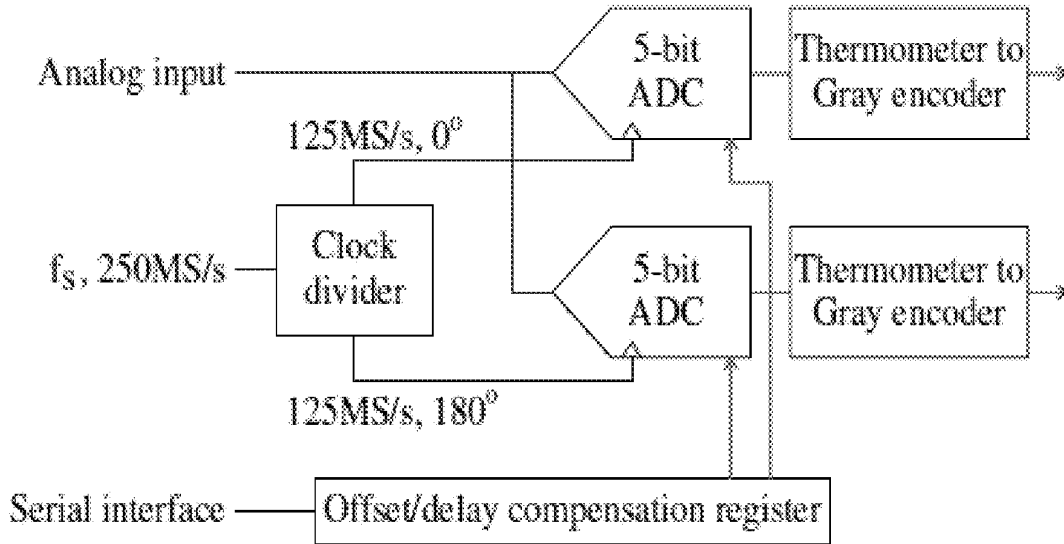 Analog input
5-bit
ADC
Thermometer to
Gray encoder
125MS/s, 0°
f_S, 250MS/s
Clock
divider
5-bit
ADC
Thermometer to
Gray encoder
125MS/s, 180°
Serial interface
Offset/delay compensation register